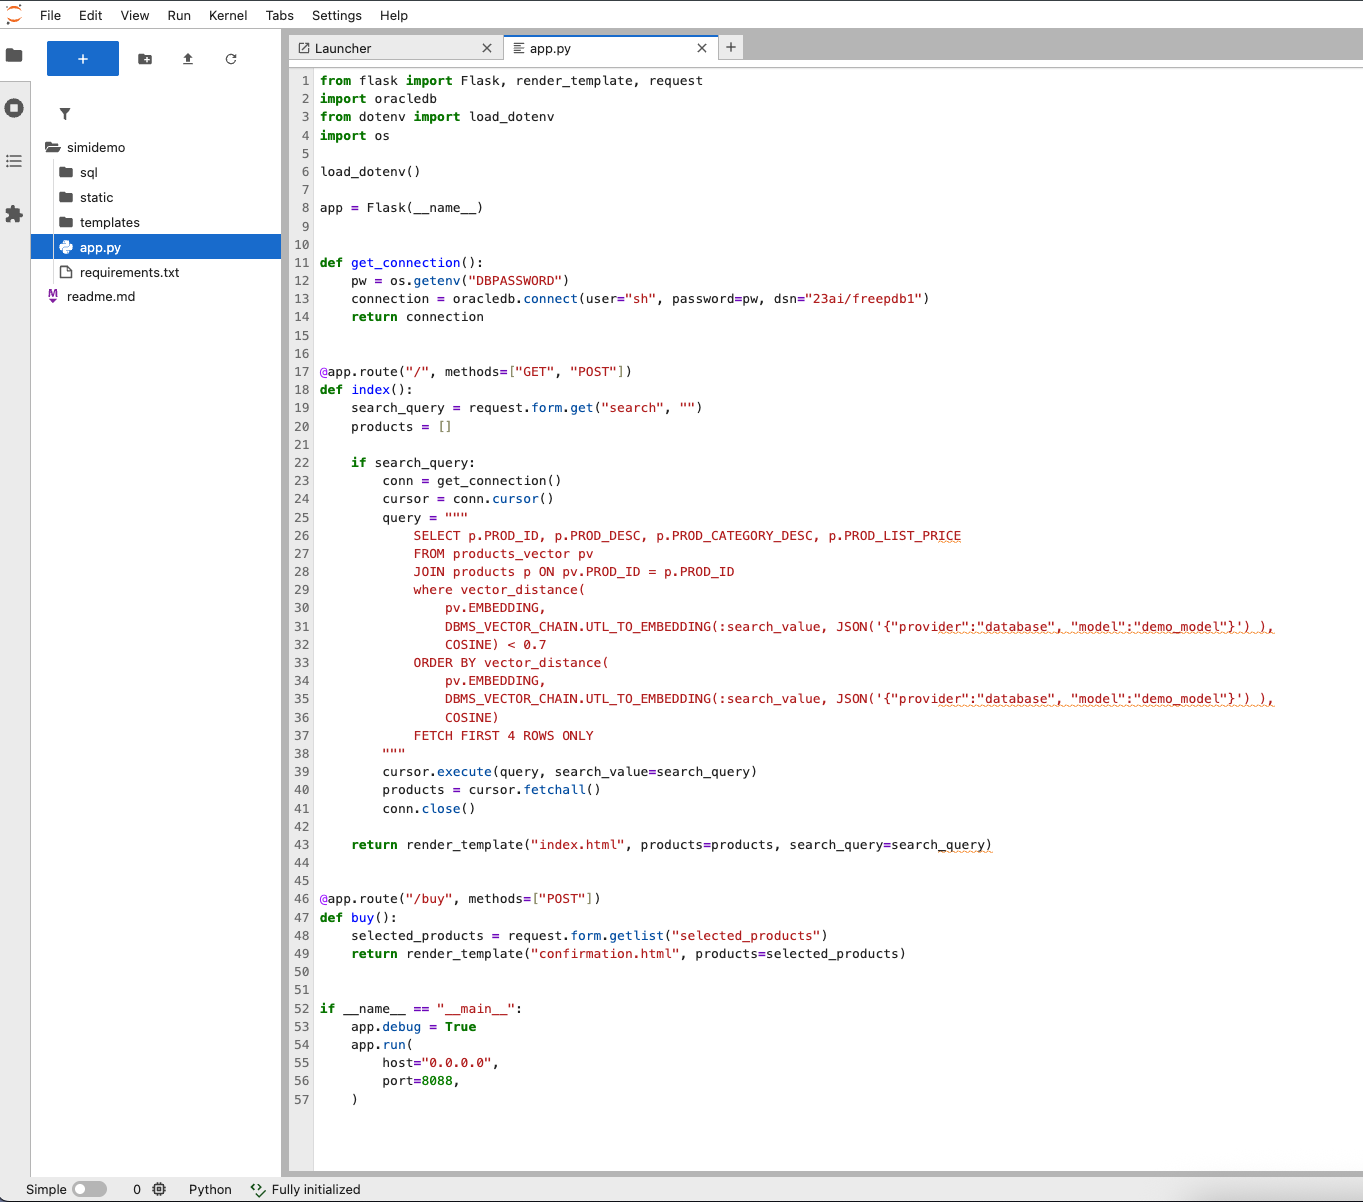 File Edit View Run Kernel Tabs Settings Help
Launcher
app.py
simidemo
sql
static
templates
app.py
requirements.txt
readme.md
1 from flask import Flask, render_template, request
2 import oracledb
3 from dotenv import load_dotenv
4 import os
5
6 load_dotenv()
7
8 app = Flask(__name__)
9
10
11 def get_connection():
12     pw = os.getenv("DBPASSWORD")
13     connection = oracledb.connect(user="sh", password=pw, dsn="23ai/freepdb1")
14     return connection
15
16
17 @app.route("/", methods=["GET", "POST"])
18 def index():
19     search_query = request.form.get("search", "")
20     products = []
21
22     if search_query:
23         conn = get_connection()
24         cursor = conn.cursor()
25         query = """
26             SELECT p.PROD_ID, p.PROD_DESC, p.PROD_CATEGORY_DESC, p.PROD_LIST_PRICE
27             FROM products_vector pv
28             JOIN products p ON pv.PROD_ID = p.PROD_ID
29             where vector_distance(
30                 pv.EMBEDDING,
31                 DBMS_VECTOR_CHAIN.UTL_TO_EMBEDDING(:search_value, JSON('{"provider":"database", "model":"demo_model"}') ),
32                 COSINE) < 0.7
33             ORDER BY vector_distance(
34                 pv.EMBEDDING,
35                 DBMS_VECTOR_CHAIN.UTL_TO_EMBEDDING(:search_value, JSON('{"provider":"database", "model":"demo_model"}') ),
36                 COSINE)
37             FETCH FIRST 4 ROWS ONLY
38         """
39         cursor.execute(query, search_value=search_query)
40         products = cursor.fetchall()
41         conn.close()
42
43     return render_template("index.html", products=products, search_query=search_query)
44
45
46 @app.route("/buy", methods=["POST"])
47 def buy():
48     selected_products = request.form.getlist("selected_products")
49     return render_template("confirmation.html", products=selected_products)
50
51
52 if __name__ == "__main__":
53     app.debug = True
54     app.run(
55         host="0.0.0.0",
56         port=8088,
57     )
Simple 0 Python Fully initialized